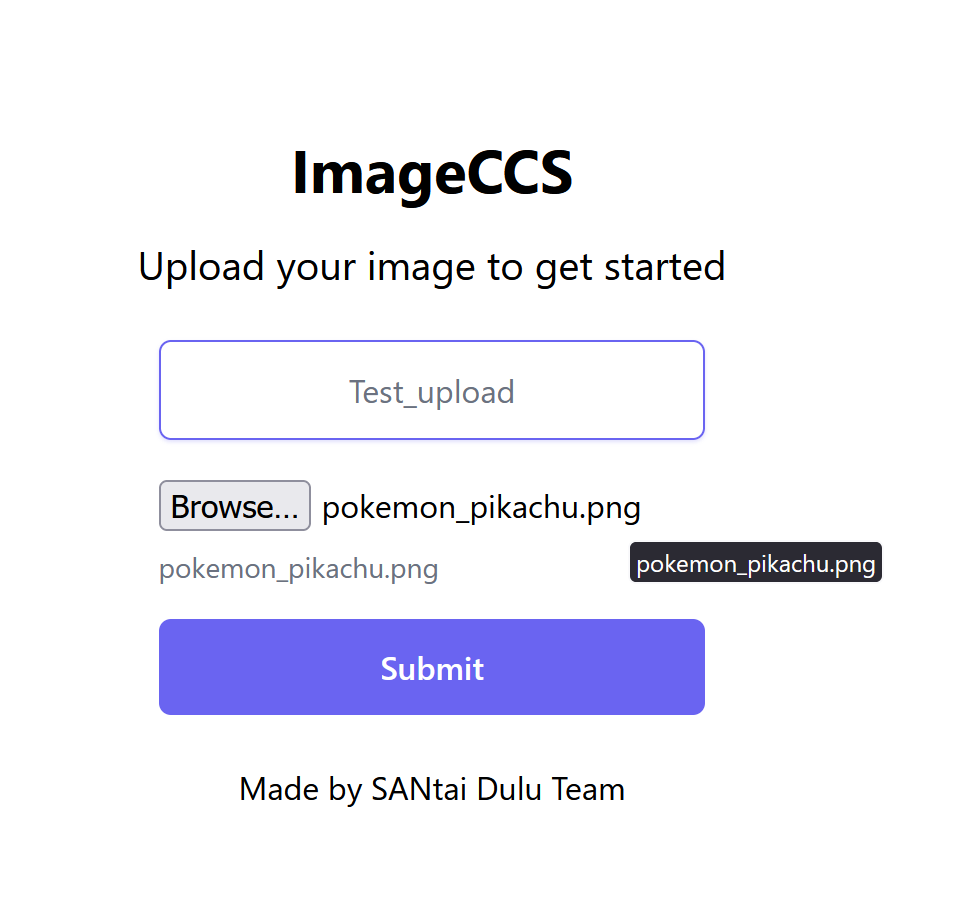 ImageCCS
Upload your image to get started
Test_upload
Browse... pokemon_pikachu.png
pokemon_pikachu.png
pokemon_pikachu.png
Submit
Made by SANtai Dulu Team